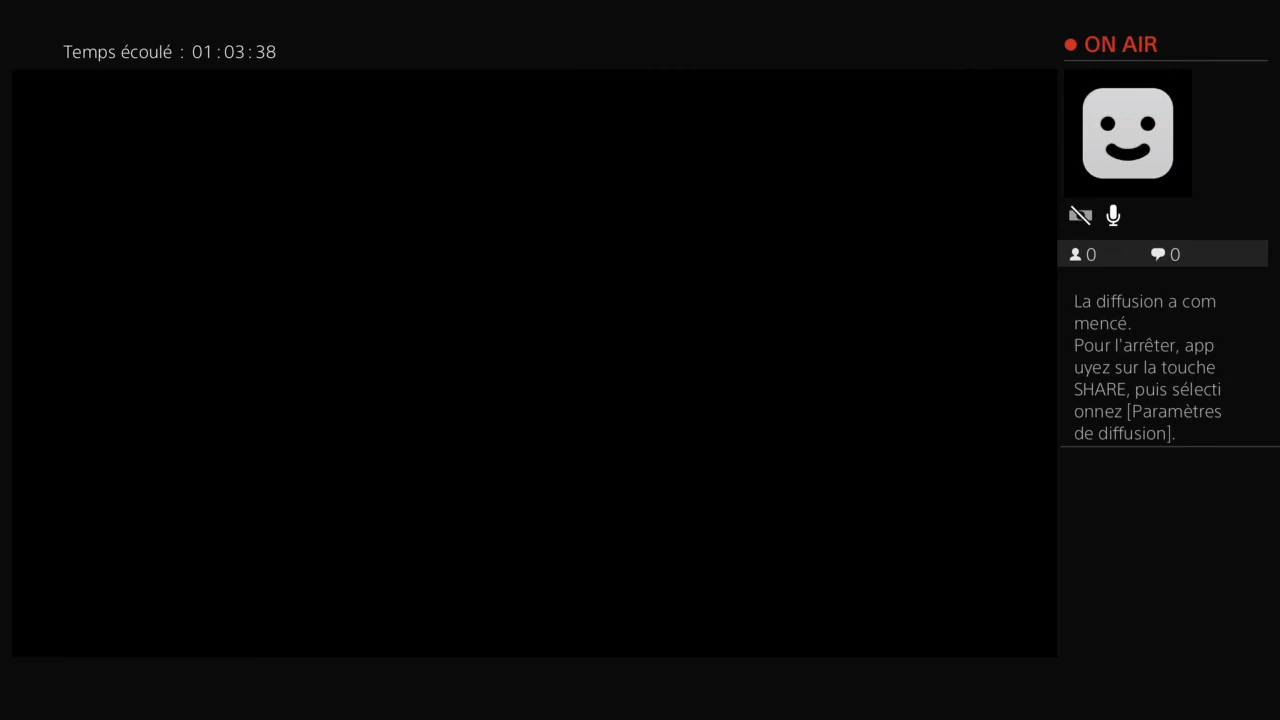 Temps écoulé : 01:03:38
ON AIR
0 0
La diffusion a com
mencé.
Pour l'arrêter, app
uyez sur la touche
SHARE, puis sélecti
onnez [Paramètres
de diffusion].